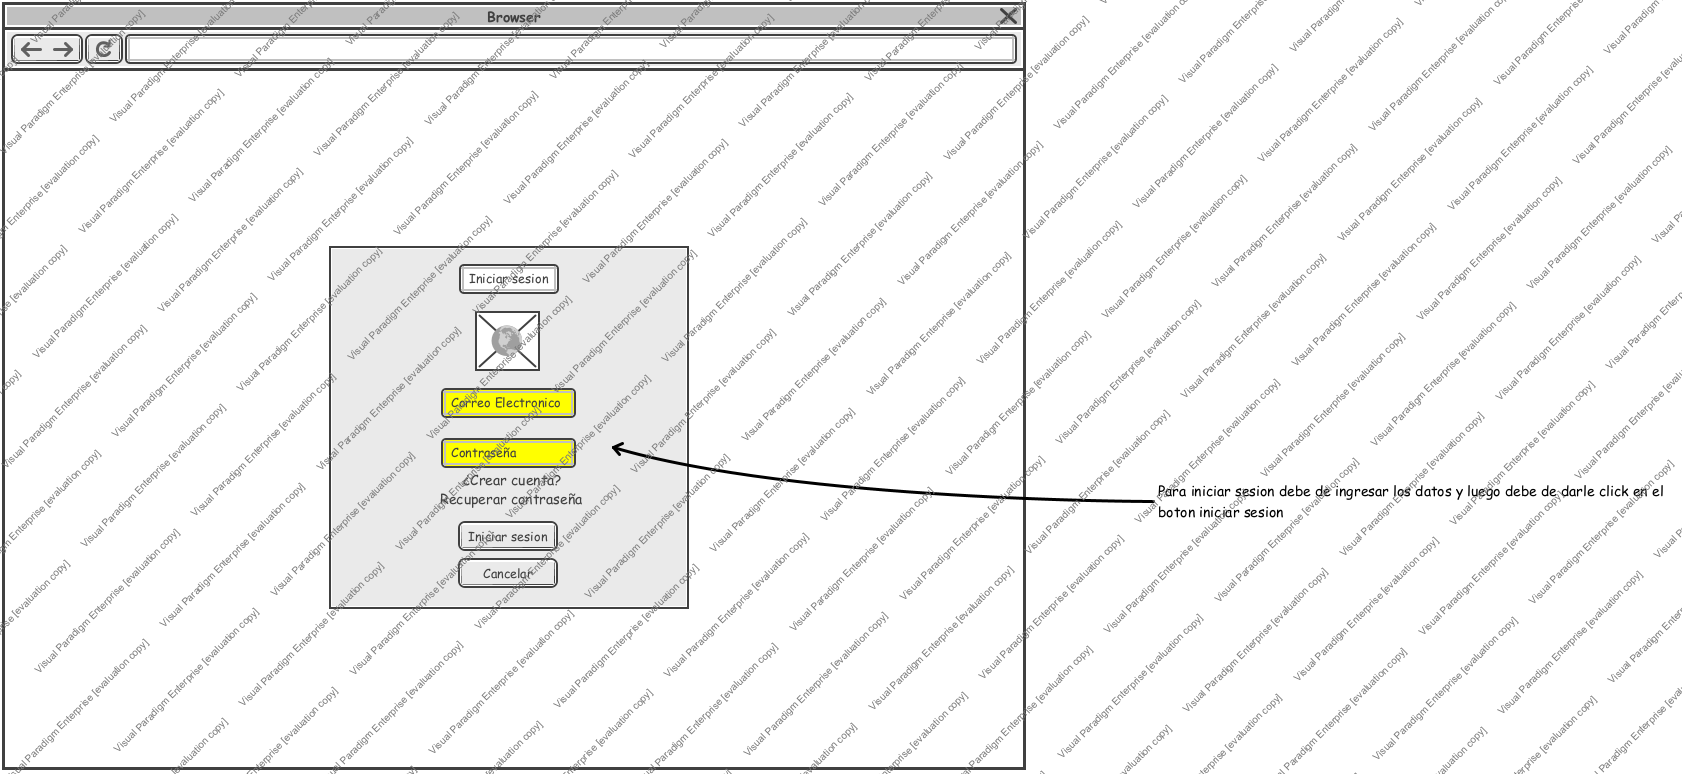 Browser
Iniciar sesion
Correo Electronico
Contraseña
¿Crear cuenta?
Recuperar contraseña
Iniciar sesion
Cancelar
Para iniciar sesion debe de ingresar los datos y luego debe de darle click en el
boton iniciar sesion
Visual Paradigm Enterprise [evaluation copy]